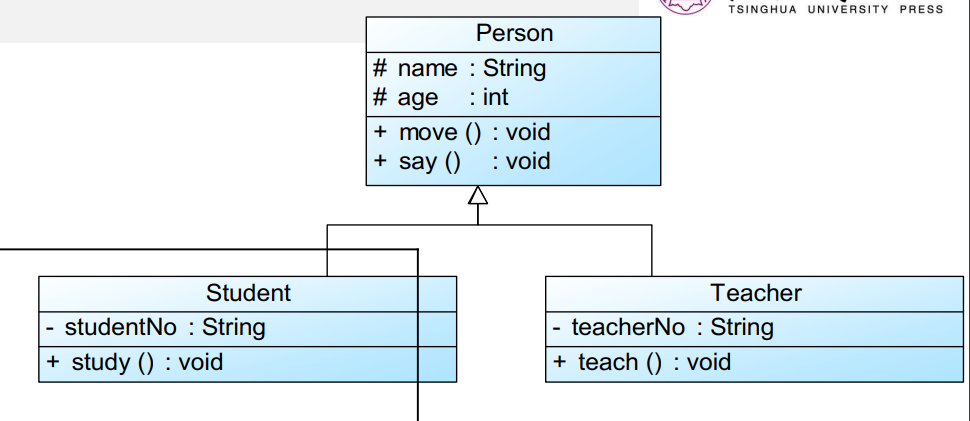 TSINGHUA UNIVERSITY PRESS
Person
# name : String
# age : int
+ move () : void
+ say () : void
Student
- studentNo : String
+ study () : void
Teacher
- teacherNo : String
+ teach () : void